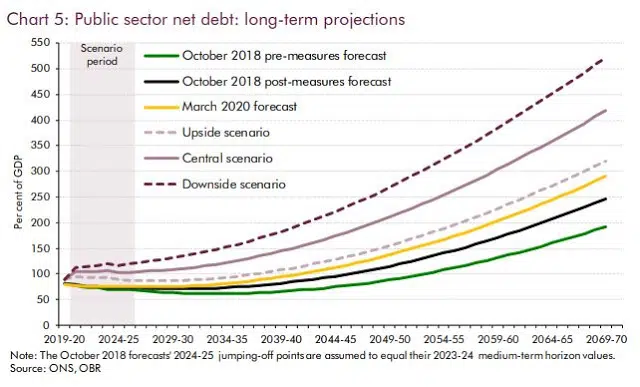 Chart 5: Public sector net debt: long-term projections
550
500
450
400
350
300
250
200
150
100
50
0
Per cent of GDP
Scenario
period
October 2018 pre-measures forecast
October 2018 post-measures forecast
March 2020 forecast
Upside scenario
Central scenario
Downside scenario
2019-20 2024-25 2029-30 2034-35 2039-40 2044-45 2049-50 2054-55 2059-60 2064-65 2069-70
Note: The October 2018 forecasts' 2024-25 jumping-off points are assumed to equal their 2023-24 medium-term horizon values.
Source: ONS, OBR